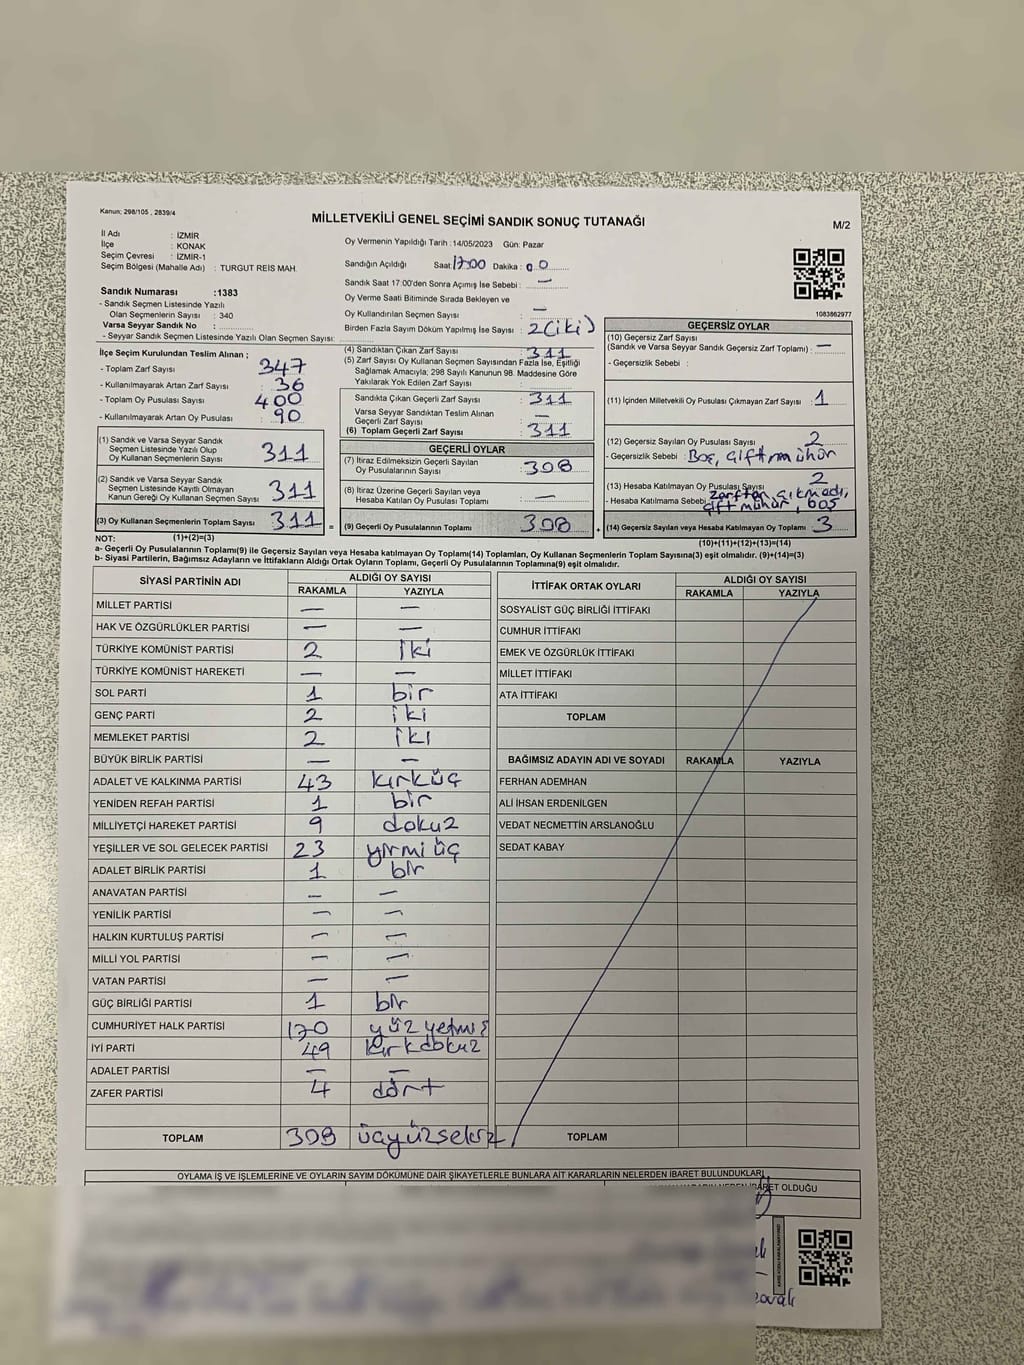 Kanun; 298/105 , 2839/4
MİLLETVEKİLİ GENEL SEÇİMİ SANDIK SONUÇ TUTANAĞI
M/2
İl Adı : İZMİR
İlçe : KONAK
Seçim Çevresi : İZMİR-1
Seçim Bölgesi (Mahalle Adı) : TURGUT REİS MAH.
Oy Vermenin Yapıldığı Tarih :14/05/2023 Gün: Pazar
Sandığın Açıldığı Saat: 17:00 Dakika : 00
Sandık Saat 17:00'den Sonra Açımış İse Sebebi : —
Oy Verme Saati Bitiminde Sırada Bekleyen ve
Oy Kullandırılan Seçmen Sayısı : —
Birden Fazla Sayım Döküm Yapılmış İse Sayısı : 2(iki)
Sandık Numarası :1383
- Sandık Seçmen Listesinde Yazılı
Olan Seçmenlerin Sayısı : 340
Varsa Seyyar Sandık No :
- Seyyar Sandık Seçmen Listesinde Yazılı Olan Seçmen Sayısı:
1083862977
İlçe Seçim Kurulundan Teslim Alınan ;
- Toplam Zarf Sayısı 347
- Kullanılmayarak Artan Zarf Sayısı : 36
- Toplam Oy Pusulası Sayısı 400
- Kullanılmayarak Artan Oy Pusulası : 90
(1) Sandık ve Varsa Seyyar Sandık
Seçmen Listesinde Yazılı Olup
Oy Kullanan Seçmenlerin Sayısı 311
(2) Sandık ve Varsa Seyyar Sandık
Seçmen Listesinde Kayıtlı Olmayan
Kanun Gereği Oy Kullanan Seçmen Sayısı 311
(3) Oy Kullanan Seçmenlerin Toplam Sayısı 311 =
(1)+(2)=(3)
(4) Sandıktan Çıkan Zarf Sayısı : 311
(5) Zarf Sayısı Oy Kullanan Seçmen Sayısından Fazla İse, Eşitliği
Sağlamak Amacıyla; 298 Sayılı Kanunun 98. Maddesine Göre
Yakılarak Yok Edilen Zarf Sayısı :
Sandıkta Çıkan Geçerli Zarf Sayısı : 311
Varsa Seyyar Sandıktan Teslim Alınan
Geçerli Zarf Sayısı : —
(6) Toplam Geçerli Zarf Sayısı : 311
GEÇERLİ OYLAR
(7) İtiraz Edilmeksizin Geçerli Sayılan
Oy Pusulalarının Sayısı : 308
(8) İtiraz Üzerine Geçerli Sayılan veya
Hesaba Katılan Oy Pusulası Toplamı : —
(9) Geçerli Oy Pusulalarının Toplamı : 308 +
GEÇERSİZ OYLAR
(10) Geçersiz Zarf Sayısı
(Sandık ve Varsa Seyyar Sandık Geçersiz Zarf Toplamı) : —
- Geçersizlik Sebebi :
(11) İçinden Milletvekili Oy Pusulası Çıkmayan Zarf Sayısı : 1
(12) Geçersiz Sayılan Oy Pusulası Sayısı : 2
- Geçersizlik Sebebi : Boş, çift mühür
(13) Hesaba Katılmayan Oy Pusulası Sayısı : 2
- Hesaba Katılmama Sebebi : zarftan çıkmadı,
çift mühür, boş
(14) Geçersiz Sayılan veya Hesaba Katılmayan Oy Toplamı : 3
(10)+(11)+(12)+(13)=(14)
NOT:
a- Geçerli Oy Pusulalarının Toplamı(9) ile Geçersiz Sayılan veya Hesaba katılmayan Oy Toplamı(14) Toplamları, Oy Kullanan Seçmenlerin Toplam Sayısına(3) eşit olmalıdır. (9)+(14)=(3)
b- Siyasi Partilerin, Bağımsız Adayların ve İttifakların Aldığı Ortak Oyların Toplamı, Geçerli Oy Pusulalarının Toplamına(9) eşit olmalıdır.
SİYASİ PARTİNİN ADI ALDIĞI OY SAYISI
RAKAMLA YAZIYLA
MİLLET PARTİSİ — —
HAK VE ÖZGÜRLÜKLER PARTİSİ — —
TÜRKİYE KOMÜNİST PARTİSİ 2 iki
TÜRKİYE KOMÜNİST HAREKETİ — —
SOL PARTİ 1 bir
GENÇ PARTİ 2 iki
MEMLEKET PARTİSİ 2 iki
BÜYÜK BİRLİK PARTİSİ — —
ADALET VE KALKINMA PARTİSİ 43 kırküç
YENİDEN REFAH PARTİSİ 1 bir
MİLLİYETÇİ HAREKET PARTİSİ 9 dokuz
YEŞİLLER VE SOL GELECEK PARTİSİ 23 yirmi üç
ADALET BİRLİK PARTİSİ 1 bir
ANAVATAN PARTİSİ — —
YENİLİK PARTİSİ — —
HALKIN KURTULUŞ PARTİSİ — —
MİLLİ YOL PARTİSİ — —
VATAN PARTİSİ — —
GÜÇ BİRLİĞİ PARTİSİ 1 bir
CUMHURİYET HALK PARTİSİ 170 yüz yetmiş
İYİ PARTİ 49 kırkdokuz
ADALET PARTİSİ — —
ZAFER PARTİSİ 4 dört
TOPLAM 308 üçyüzsekiz
İTTİFAK ORTAK OYLARI ALDIĞI OY SAYISI
RAKAMLA YAZIYLA
SOSYALİST GÜÇ BİRLİĞİ İTTİFAKI
CUMHUR İTTİFAKI
EMEK VE ÖZGÜRLÜK İTTİFAKI
MİLLET İTTİFAKI
ATA İTTİFAKI
TOPLAM
BAĞIMSIZ ADAYIN ADI VE SOYADI RAKAMLA YAZIYLA
FERHAN ADEMHAN
ALİ İHSAN ERDENİLGEN
VEDAT NECMETTİN ARSLANOĞLU
SEDAT KABAY
TOPLAM
OYLAMA İŞ VE İŞLEMLERİNE VE OYLARIN SAYIM DÖKÜMÜNE DAİR ŞİKAYETLERLE BUNLARA AİT KARARLARIN NELERDEN İBARET BULUNDUKLARI
OLDUĞU